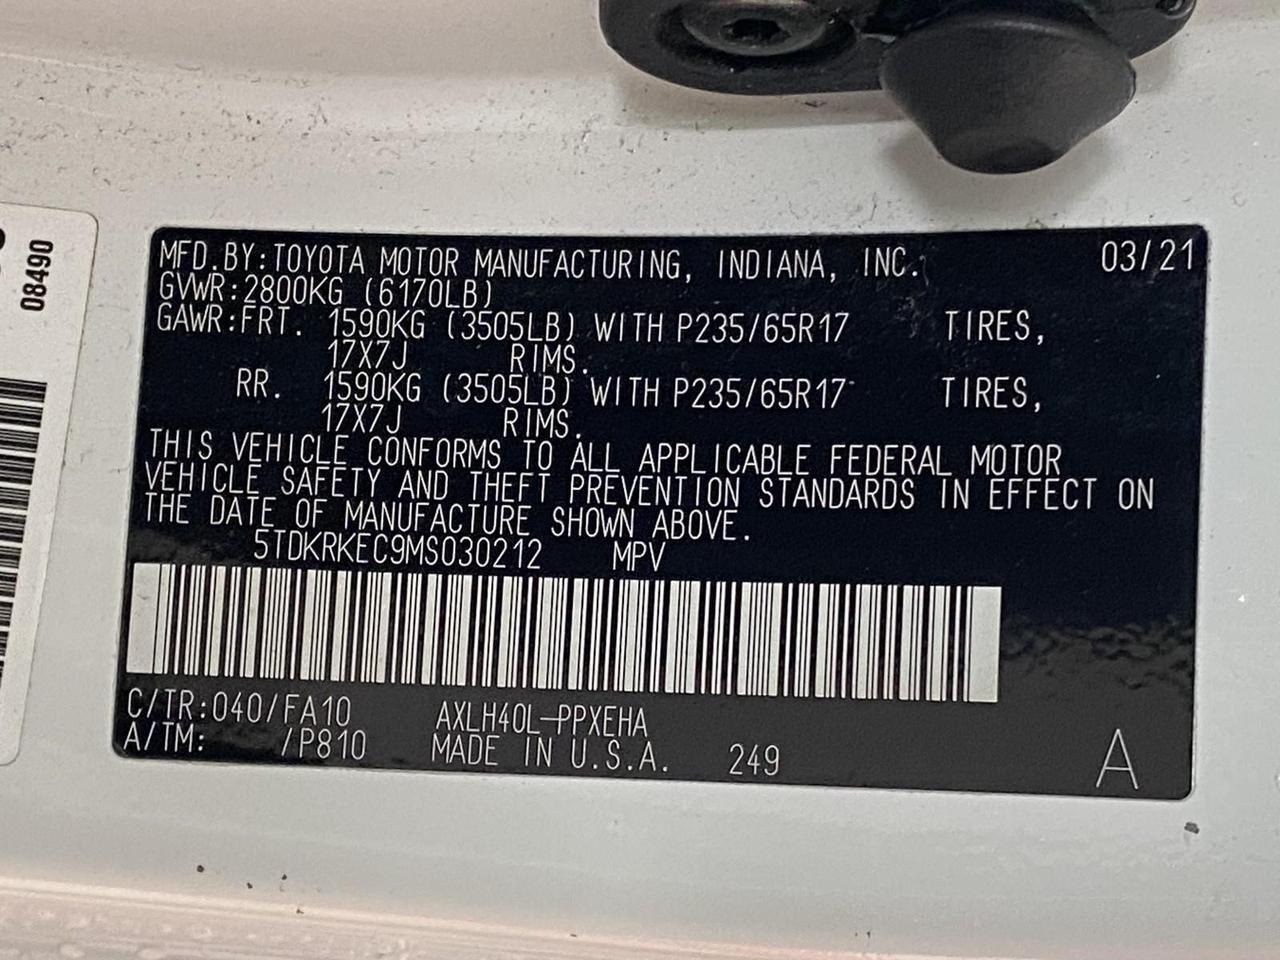 08490
MFD.BY:TOYOTA MOTOR MANUFACTURING, INDIANA, INC. 03/21
GVWR:2800KG (6170LB)
GAWR:FRT. 1590KG (3505LB) WITH P235/65R17 TIRES,
17X7J RIMS.
RR. 1590KG (3505LB) WITH P235/65R17 TIRES,
17X7J RIMS.
THIS VEHICLE CONFORMS TO ALL APPLICABLE FEDERAL MOTOR
VEHICLE SAFETY AND THEFT PREVENTION STANDARDS IN EFFECT ON
THE DATE OF MANUFACTURE SHOWN ABOVE.
5TDKRKEC9MS030212 MPV
C/TR:040/FA10 AXLH40L-PPXEHA
A/TM: /P810 MADE IN U.S.A. 249 A